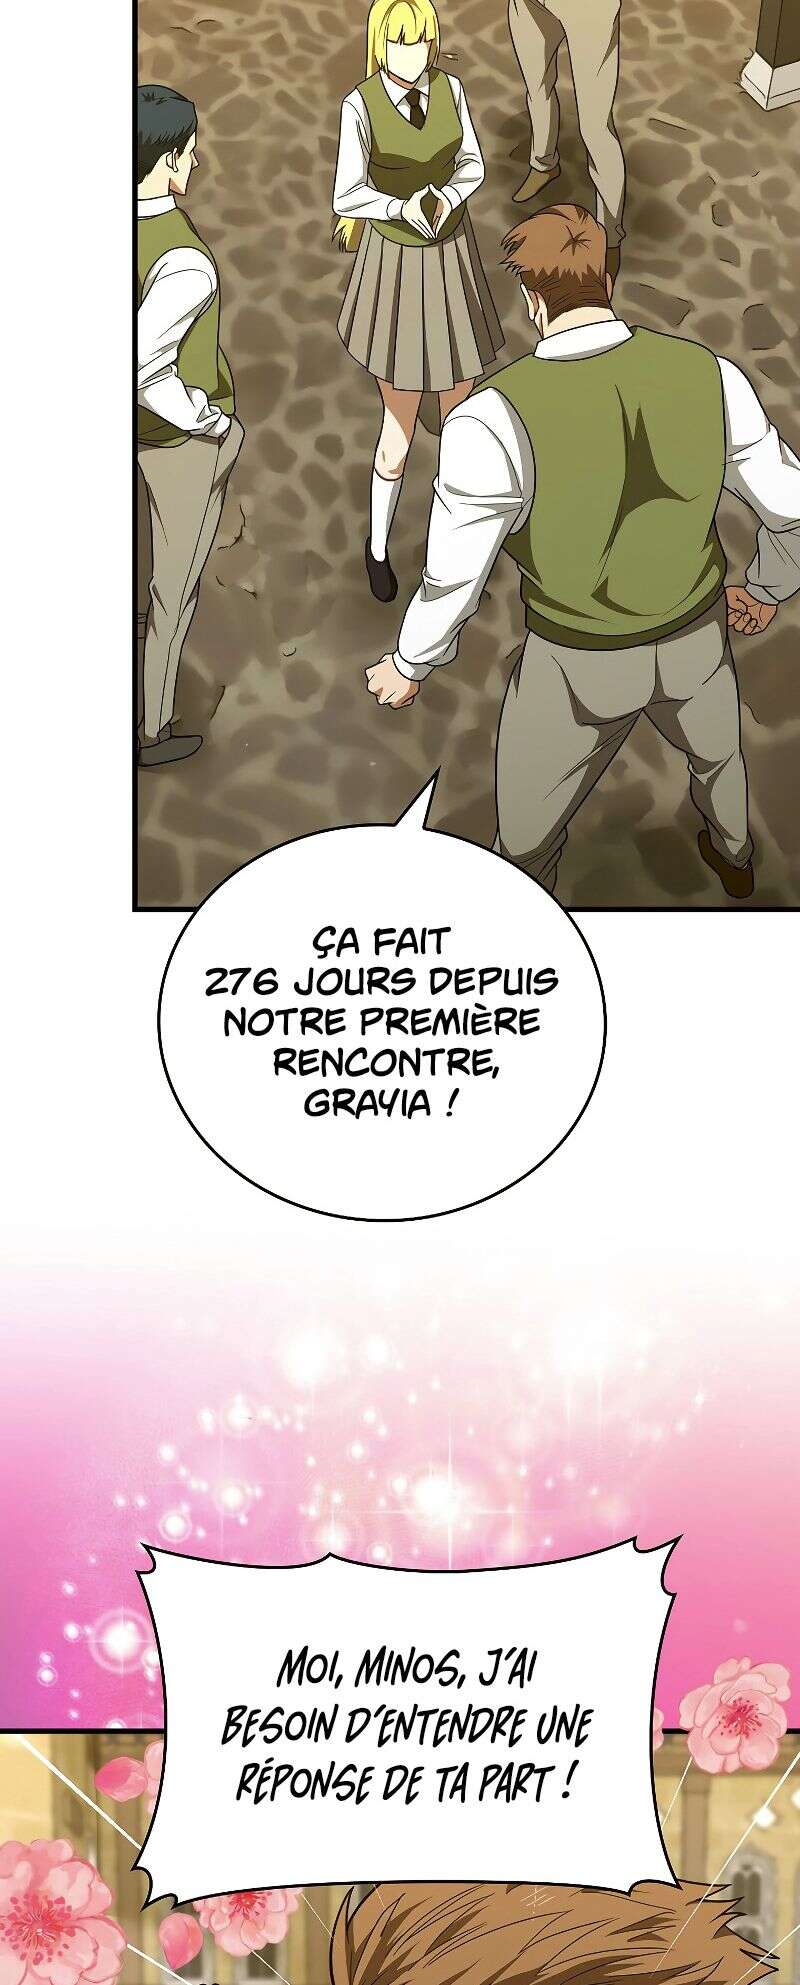 ÇA FAIT
276 JOURS DEPUIS
NOTRE PREMIÈRE
RENCONTRE,
GRAYIA !
MOI, MINOS, J'AI
BESOIN D'ENTENDRE UNE
RÉPONSE DE TA PART !